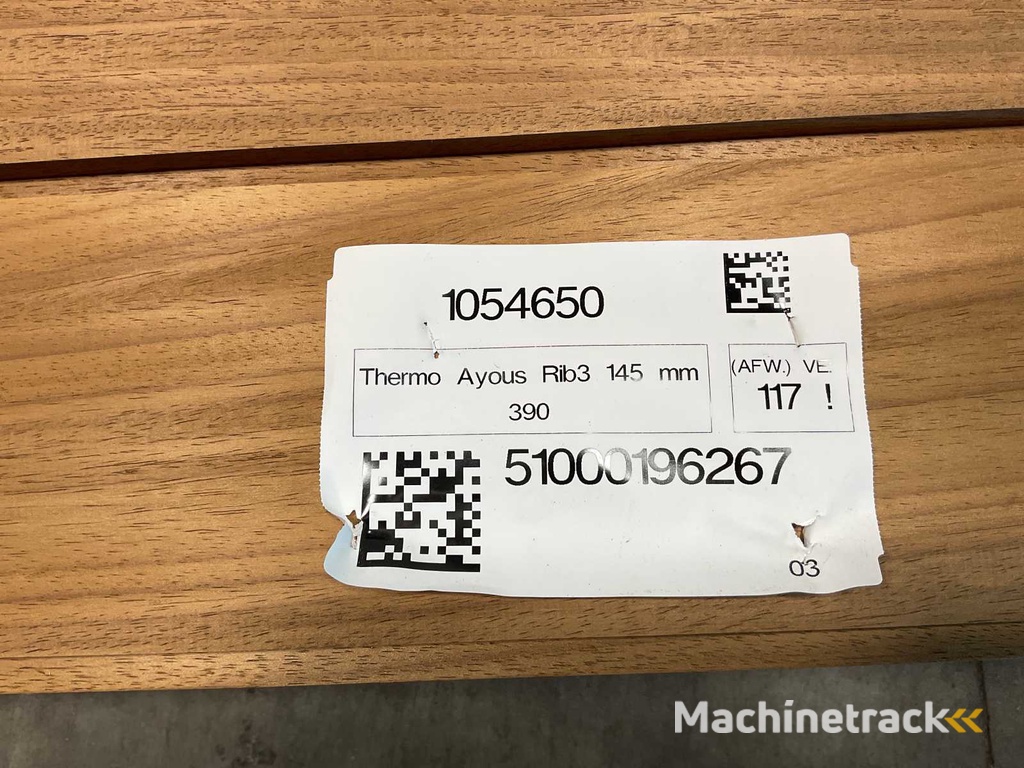 1054650
Thermo Ayous Rib3 145 mm
390
(AFW.) VE.
117 !
51000196267
03
Machinetrack